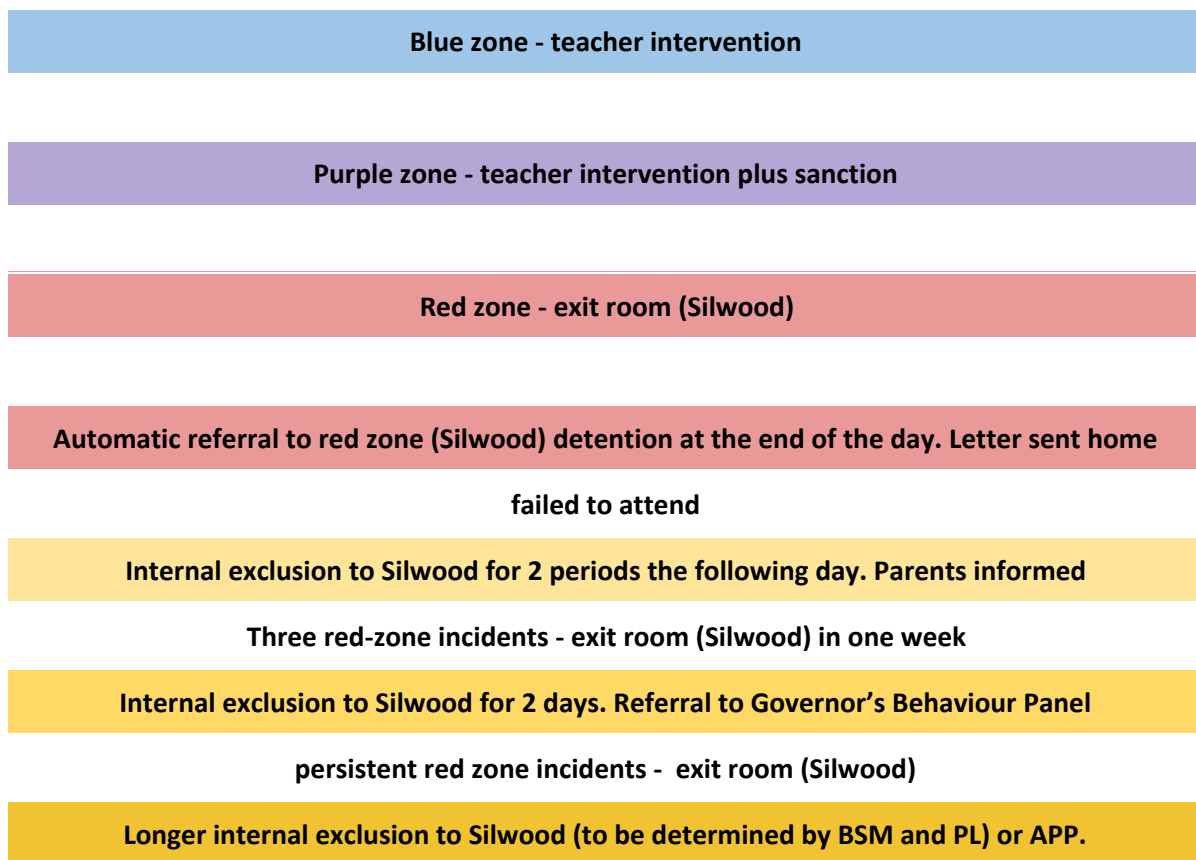 Blue zone - teacher intervention
Purple zone - teacher intervention plus sanction
Red zone - exit room (Silwood)
Automatic referral to red zone (Silwood) detention at the end of the day. Letter sent home
failed to attend
Internal exclusion to Silwood for 2 periods the following day. Parents informed
Three red-zone incidents - exit room (Silwood) in one week
Internal exclusion to Silwood for 2 days. Referral to Governor’s Behaviour Panel
persistent red zone incidents -  exit room (Silwood)
Longer internal exclusion to Silwood (to be determined by BSM and PL) or APP.